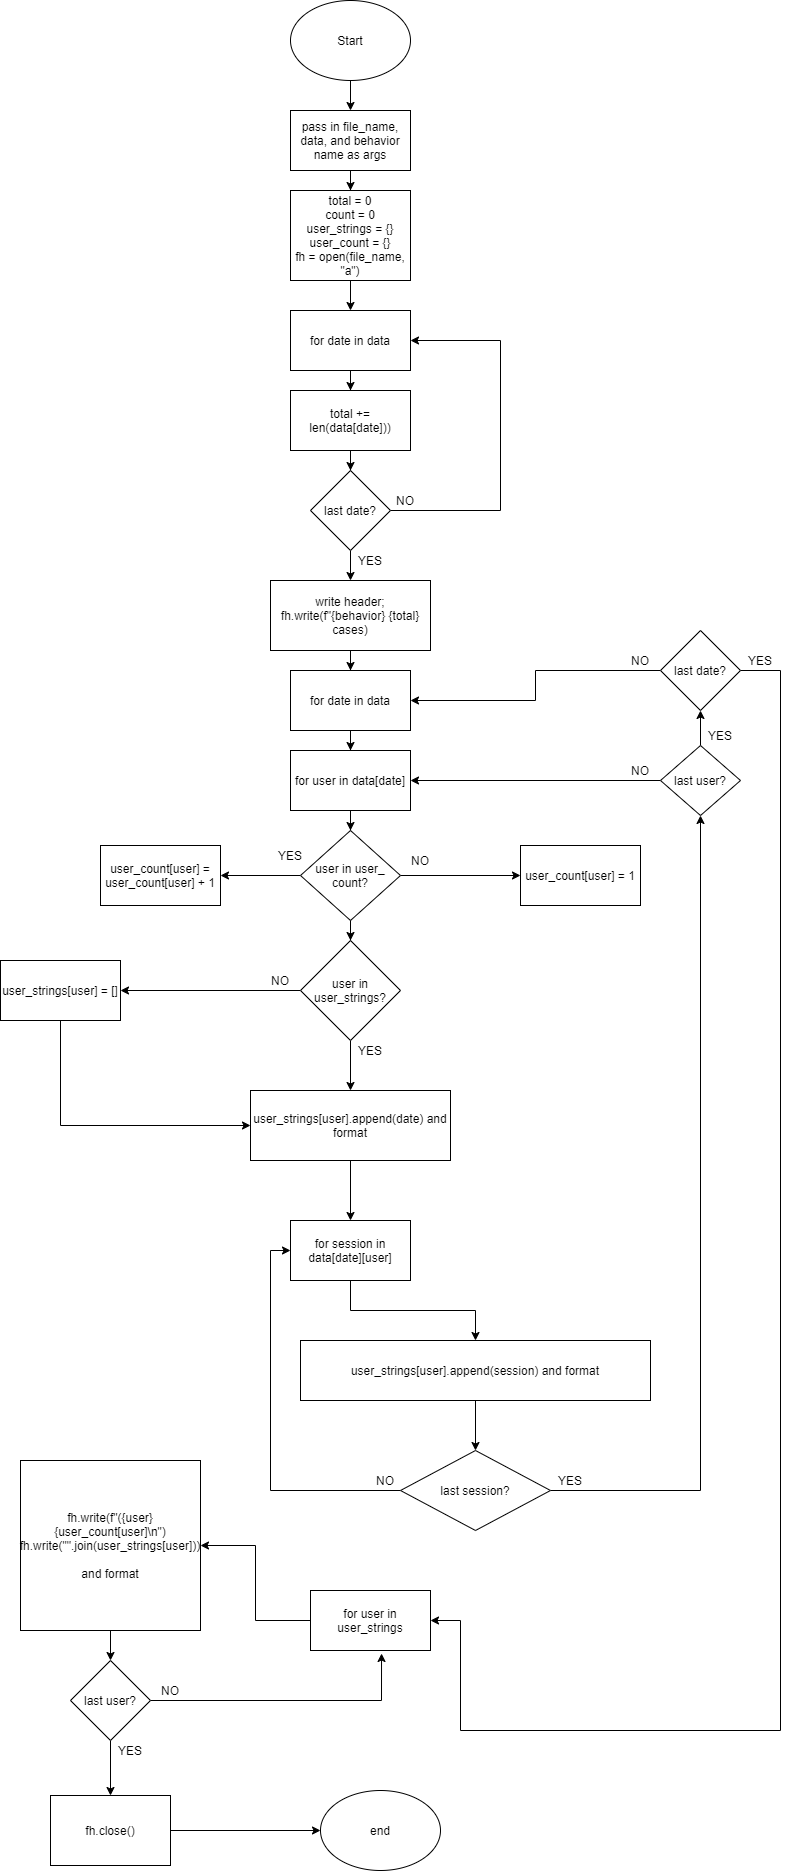 Start
pass in file_name,
data, and behavior
name as args
total = 0
count = 0
user_strings = {}
user_count = {}
fh = open(file_name,
"a")
for date in data
total +=
len(data[date]))
last date?
NO
YES
write header;
fh.write(f"{behavior} {total}
cases)
last date?
NO
YES
for date in data
YES
for user in data[date]
NO
last user?
user_count[user] =
user_count[user] + 1
YES
user in user_
count?
NO
user_count[user] = 1
user_strings[user] = []
NO
user in
user_strings?
YES
user_strings[user].append(date) and
format
for session in
data[date][user]
user_strings[user].append(session) and format
NO
last session?
YES
fh.write(f"({user}
{user_count[user]\n")
fh.write("".join(user_strings[user]))
and format
for user in
user_strings
last user?
NO
YES
fh.close()
end